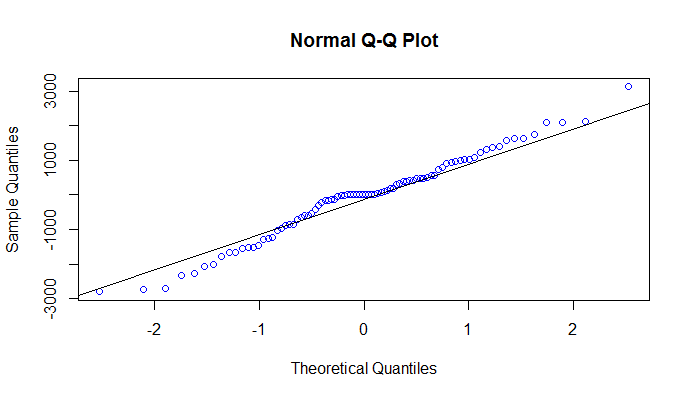 Normal Q-Q Plot
3000
1000
-1000
-3000
Sample Quantiles
-2 -1 0 1 2
Theoretical Quantiles